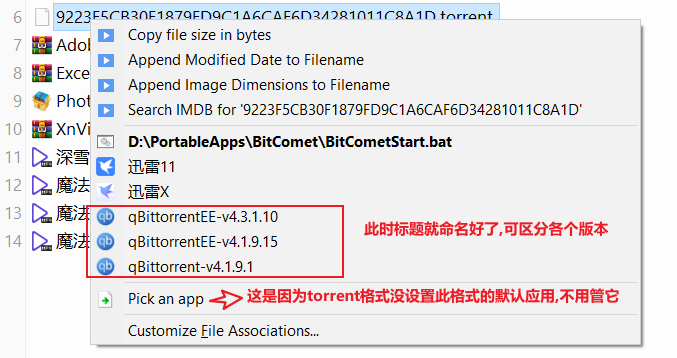 6 9223F5CB30F1879FD9C1A6CAF6D34281011C8A1D.torrent
7 Adob
8 Exce
9 Phot
10 XnVi
11 深雪
12 魔法
13 魔法
14 魔法
Copy file size in bytes
Append Modified Date to Filename
Append Image Dimensions to Filename
Search IMDB for '9223F5CB30F1879FD9C1A6CAF6D34281011C8A1D'
D:\PortableApps\BitComet\BitCometStart.bat
迅雷11
迅雷X
qBittorrentEE-v4.3.1.10
qBittorrentEE-v4.1.9.15
qBittorrent-v4.1.9.1
此时标题就命名好了,可区分各个版本
Pick an app
这是因为torrent格式没设置此格式的默认应用,不用管它
Customize File Associations...